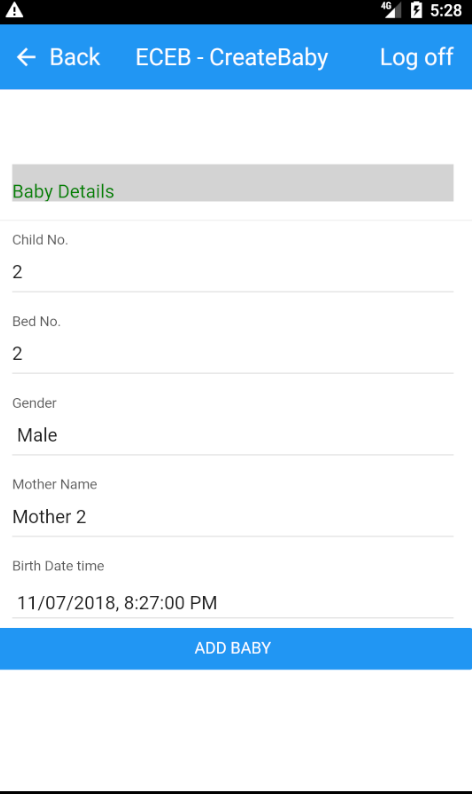 4G 5:28
Back ECEB - CreateBaby Log off
Baby Details
Child No.
2
Bed No.
2
Gender
Male
Mother Name
Mother 2
Birth Date time
11/07/2018, 8:27:00 PM
ADD BABY